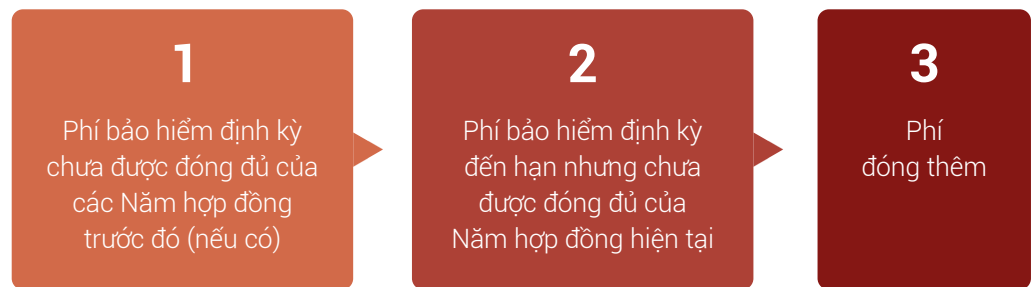 1
Phí bảo hiểm định kỳ
chưa được đóng đủ của
các Năm hợp đồng
trước đó (nếu có)
2
Phí bảo hiểm định kỳ
đến hạn nhưng chưa
được đóng đủ của
Năm hợp đồng hiện tại
3
Phí
đóng thêm